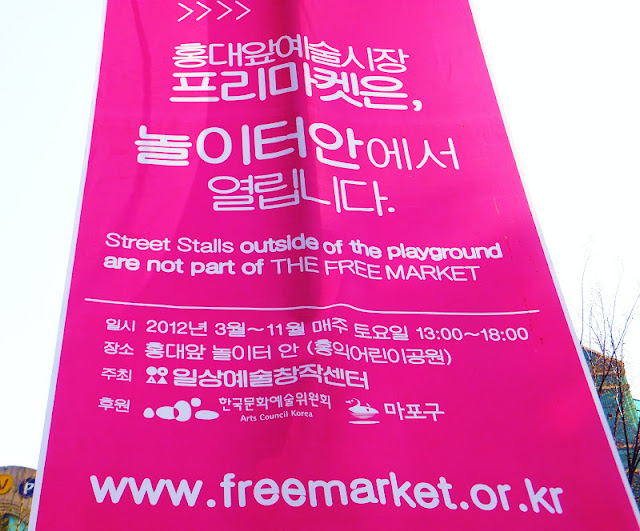 >>>>
홍대앞예술시장
프리마켓은,
놀이터안에서
열립니다.
Street Stalls outside of the playground
are not part of THE FREE MARKET
일시 2012년 3월~11월 매주 토요일 13:00~18:00
장소 홍대앞 놀이터 안 (홍익어린이공원)
주최 일상예술창작센터
후원 한국문화예술위원회 마포구
Arts Council Korea
www.freemarket.or.kr
P